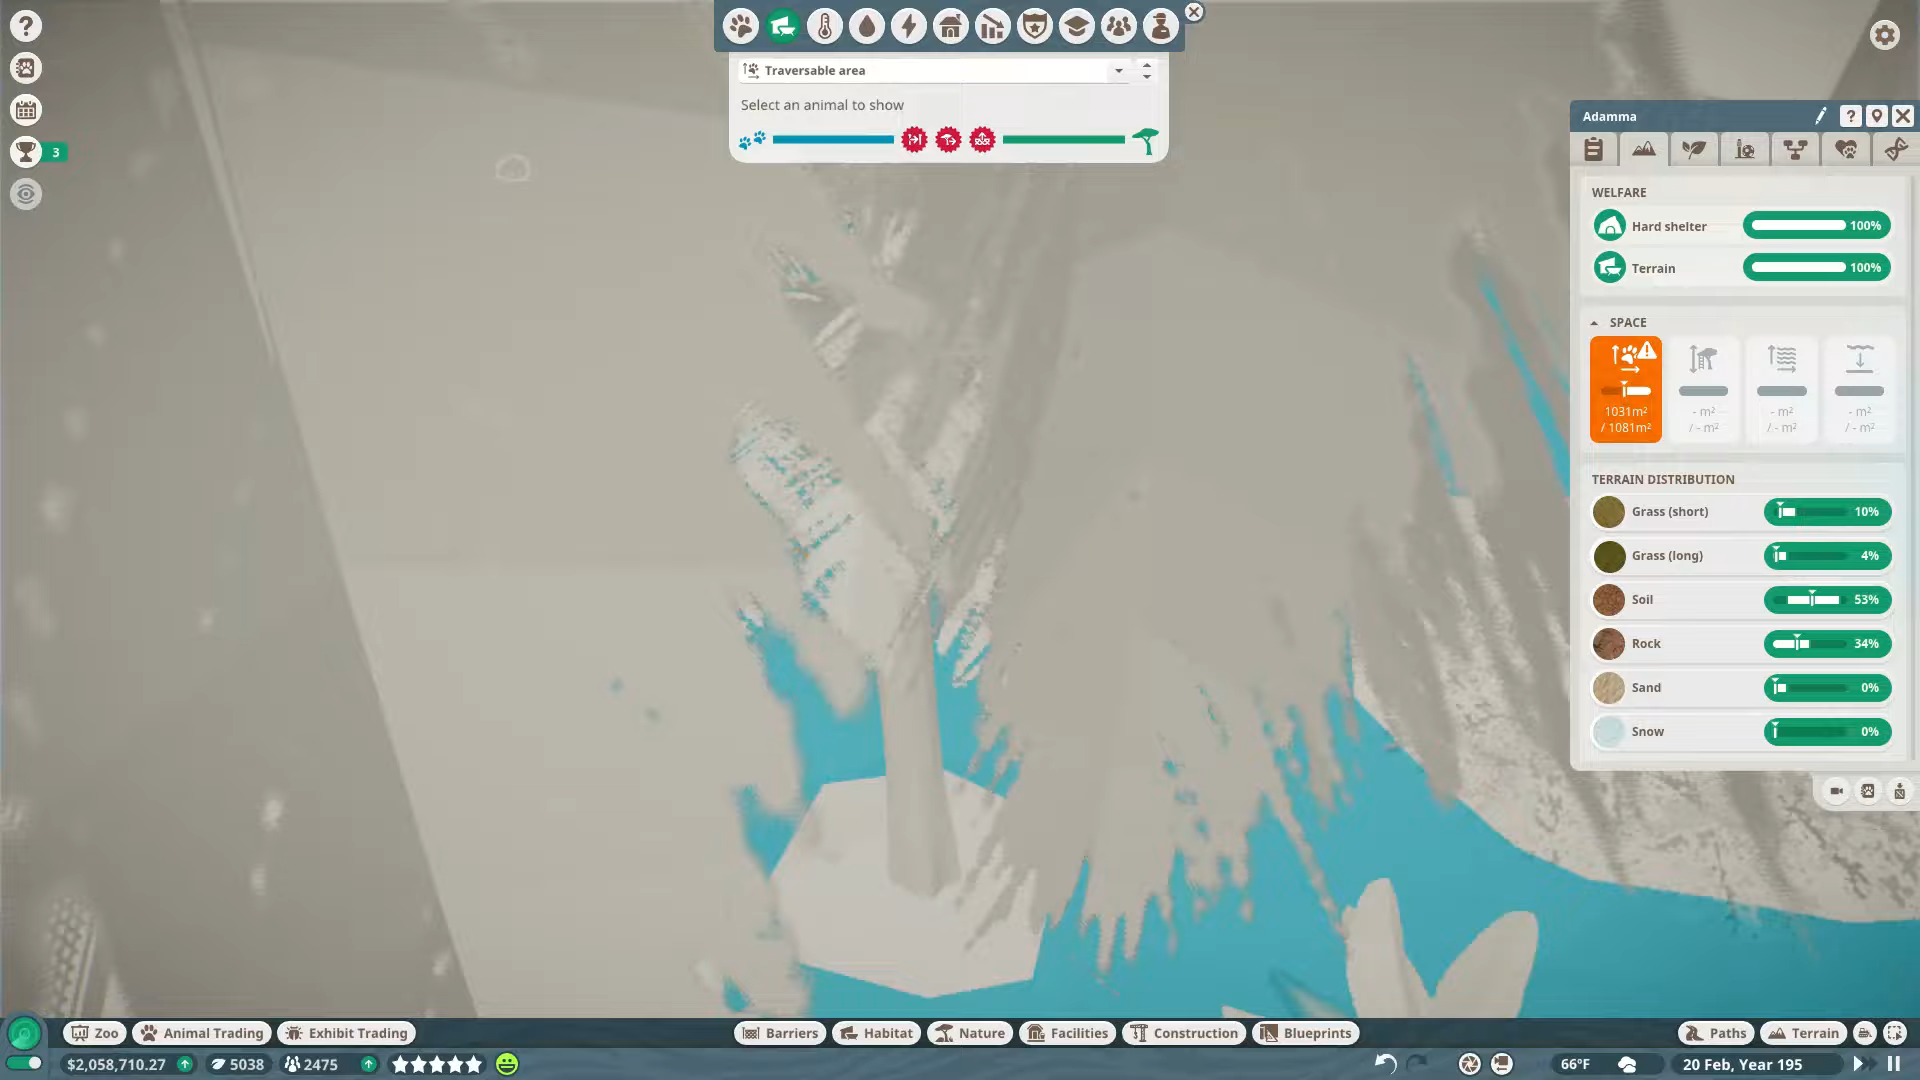 Traversable area
Select an animal to show
3
Adamma
WELFARE
Hard shelter 100%
Terrain 100%
SPACE
1031m²
/ 1081m²
- m²
/ - m²
- m²
/ - m²
- m²
/ - m²
TERRAIN DISTRIBUTION
Grass (short) 10%
Grass (long) 4%
Soil 53%
Rock 34%
Sand 0%
Snow 0%
Zoo Animal Trading Exhibit Trading Barriers Habitat Nature Facilities Construction Blueprints Paths Terrain
$2,058,710.27 5038 2475 66°F 20 Feb, Year 195